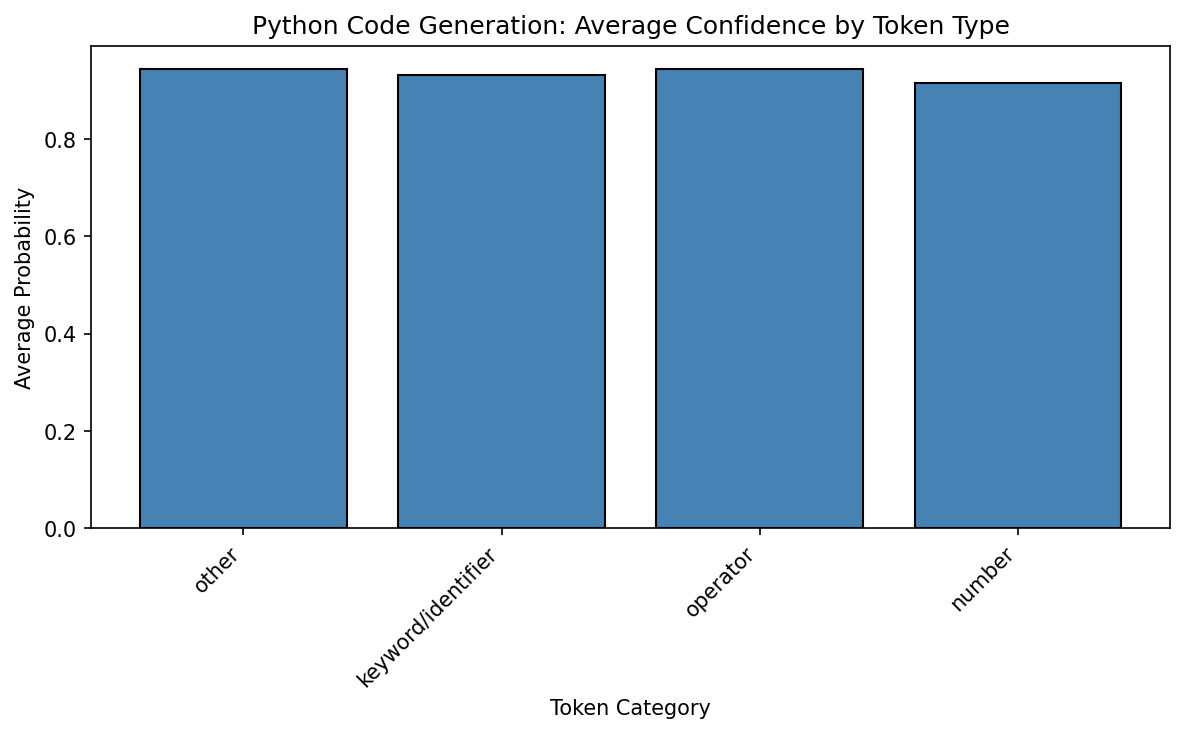 Python Code Generation: Average Confidence by Token Type
Average Probability
0.8
0.6
0.4
0.2
0.0
other
keyword/identifier
operator
number
Token Category